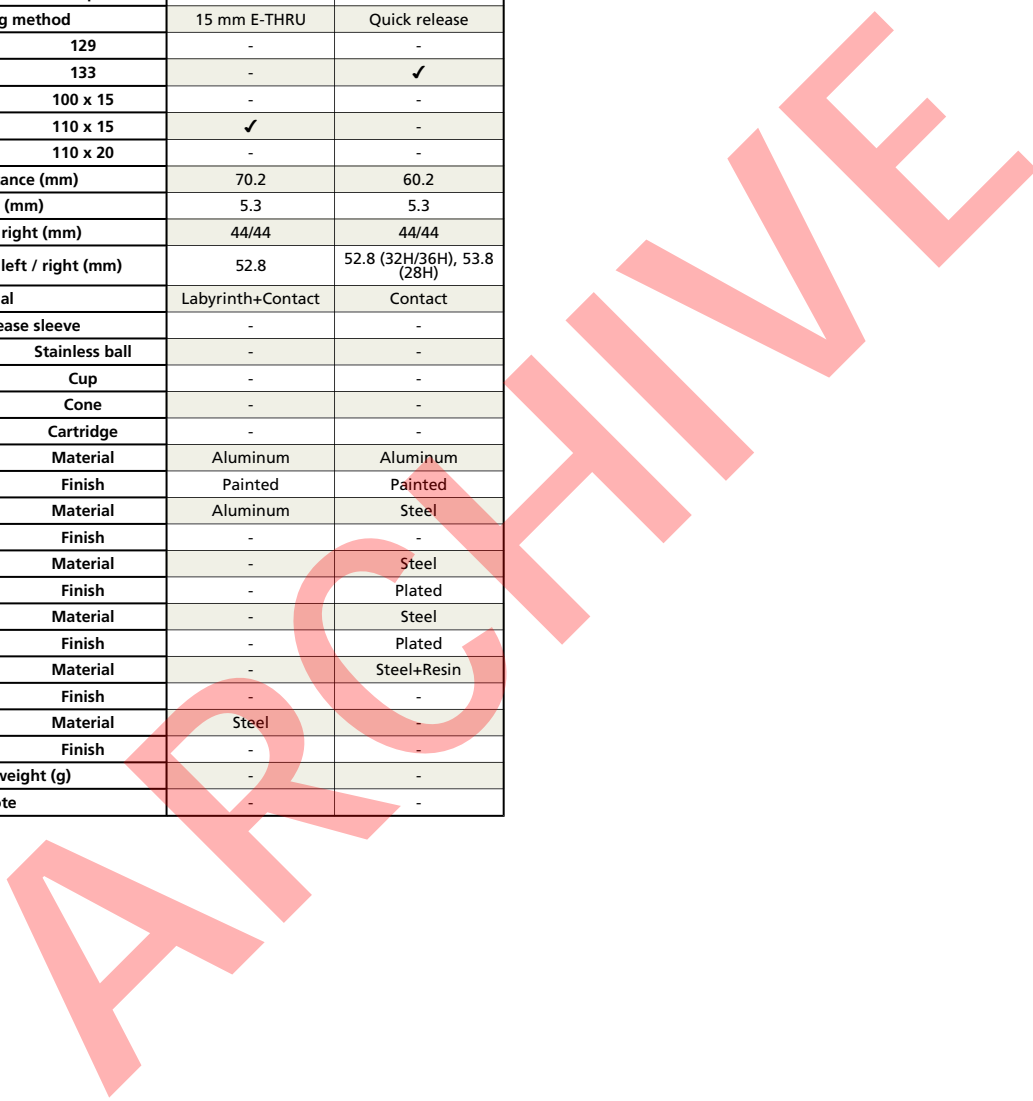 g method 15 mm E-THRU Quick release
129 - -
133 - ✓
100 x 15 - -
110 x 15 ✓ -
110 x 20 - -
ance (mm) 70.2 60.2
(mm) 5.3 5.3
right (mm) 44/44 44/44
left / right (mm) 52.8 52.8 (32H/36H), 53.8
(28H)
al Labyrinth+Contact Contact
ease sleeve - -
Stainless ball - -
Cup - -
Cone - -
Cartridge - -
Material Aluminum Aluminum
Finish Painted Painted
Material Aluminum Steel
Finish - -
Material - Steel
Finish - Plated
Material - Steel
Finish - Plated
Material - Steel+Resin
Finish - -
Material Steel -
Finish - -
weight (g) - -
te - -
ARCHIVE